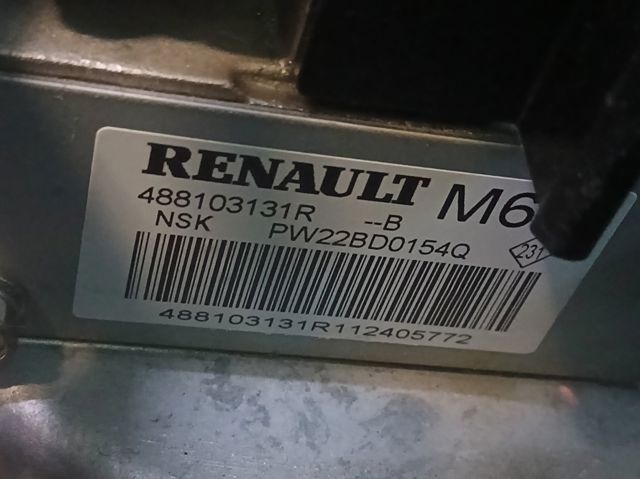 RENAULT M6
488103131R --B
NSK PW22BD0154Q 231
488103131R112405772